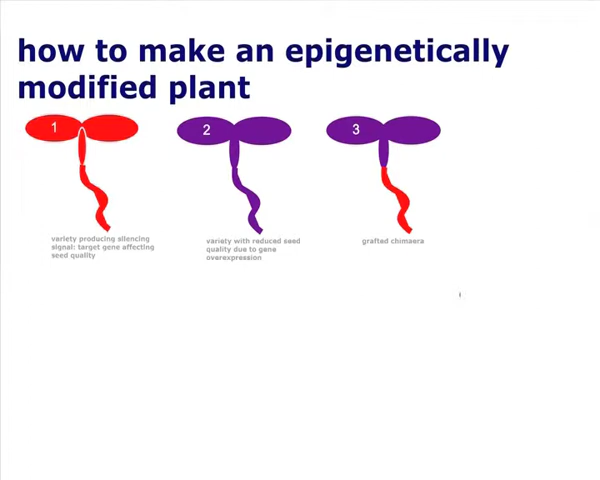 how to make an epigenetically
modified plant
1
2
3
variety producing silencing
signal: target gene affecting
seed quality
variety with reduced seed
quality due to gene
overexpression
grafted chimaera